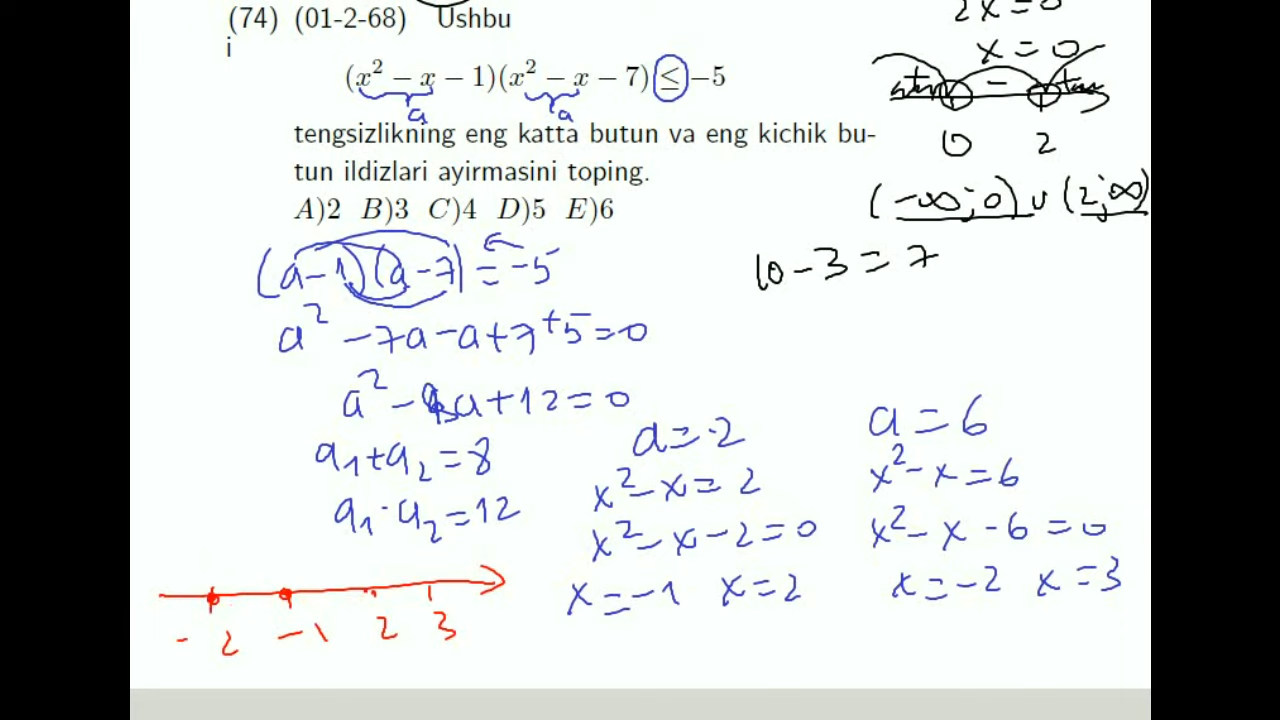 (74) (01-2-68) Ushbu
i
(x² − x − 1)(x² − x − 7) ≤ −5
a a
tengsizlikning eng katta butun va eng kichik bu-
tun ildizlari ayirmasini toping.
A)2 B)3 C)4 D)5 E)6
2x = 0
x = 0
−
0 2
(−∞;0) ∪ (2;∞)
10 − 3 = 7
(a−1)(a−7) = −5
a² − 7a − a + 7 + 5 = 0
a² − 8a + 12 = 0
a₁+a₂ = 8
a₁·a₂ = 12
a = 2
x² − x = 2
x² − x − 2 = 0
x = −1 x = 2
a = 6
x² − x = 6
x² − x − 6 = 0
x = −2 x = 3
−2 −1 2 3